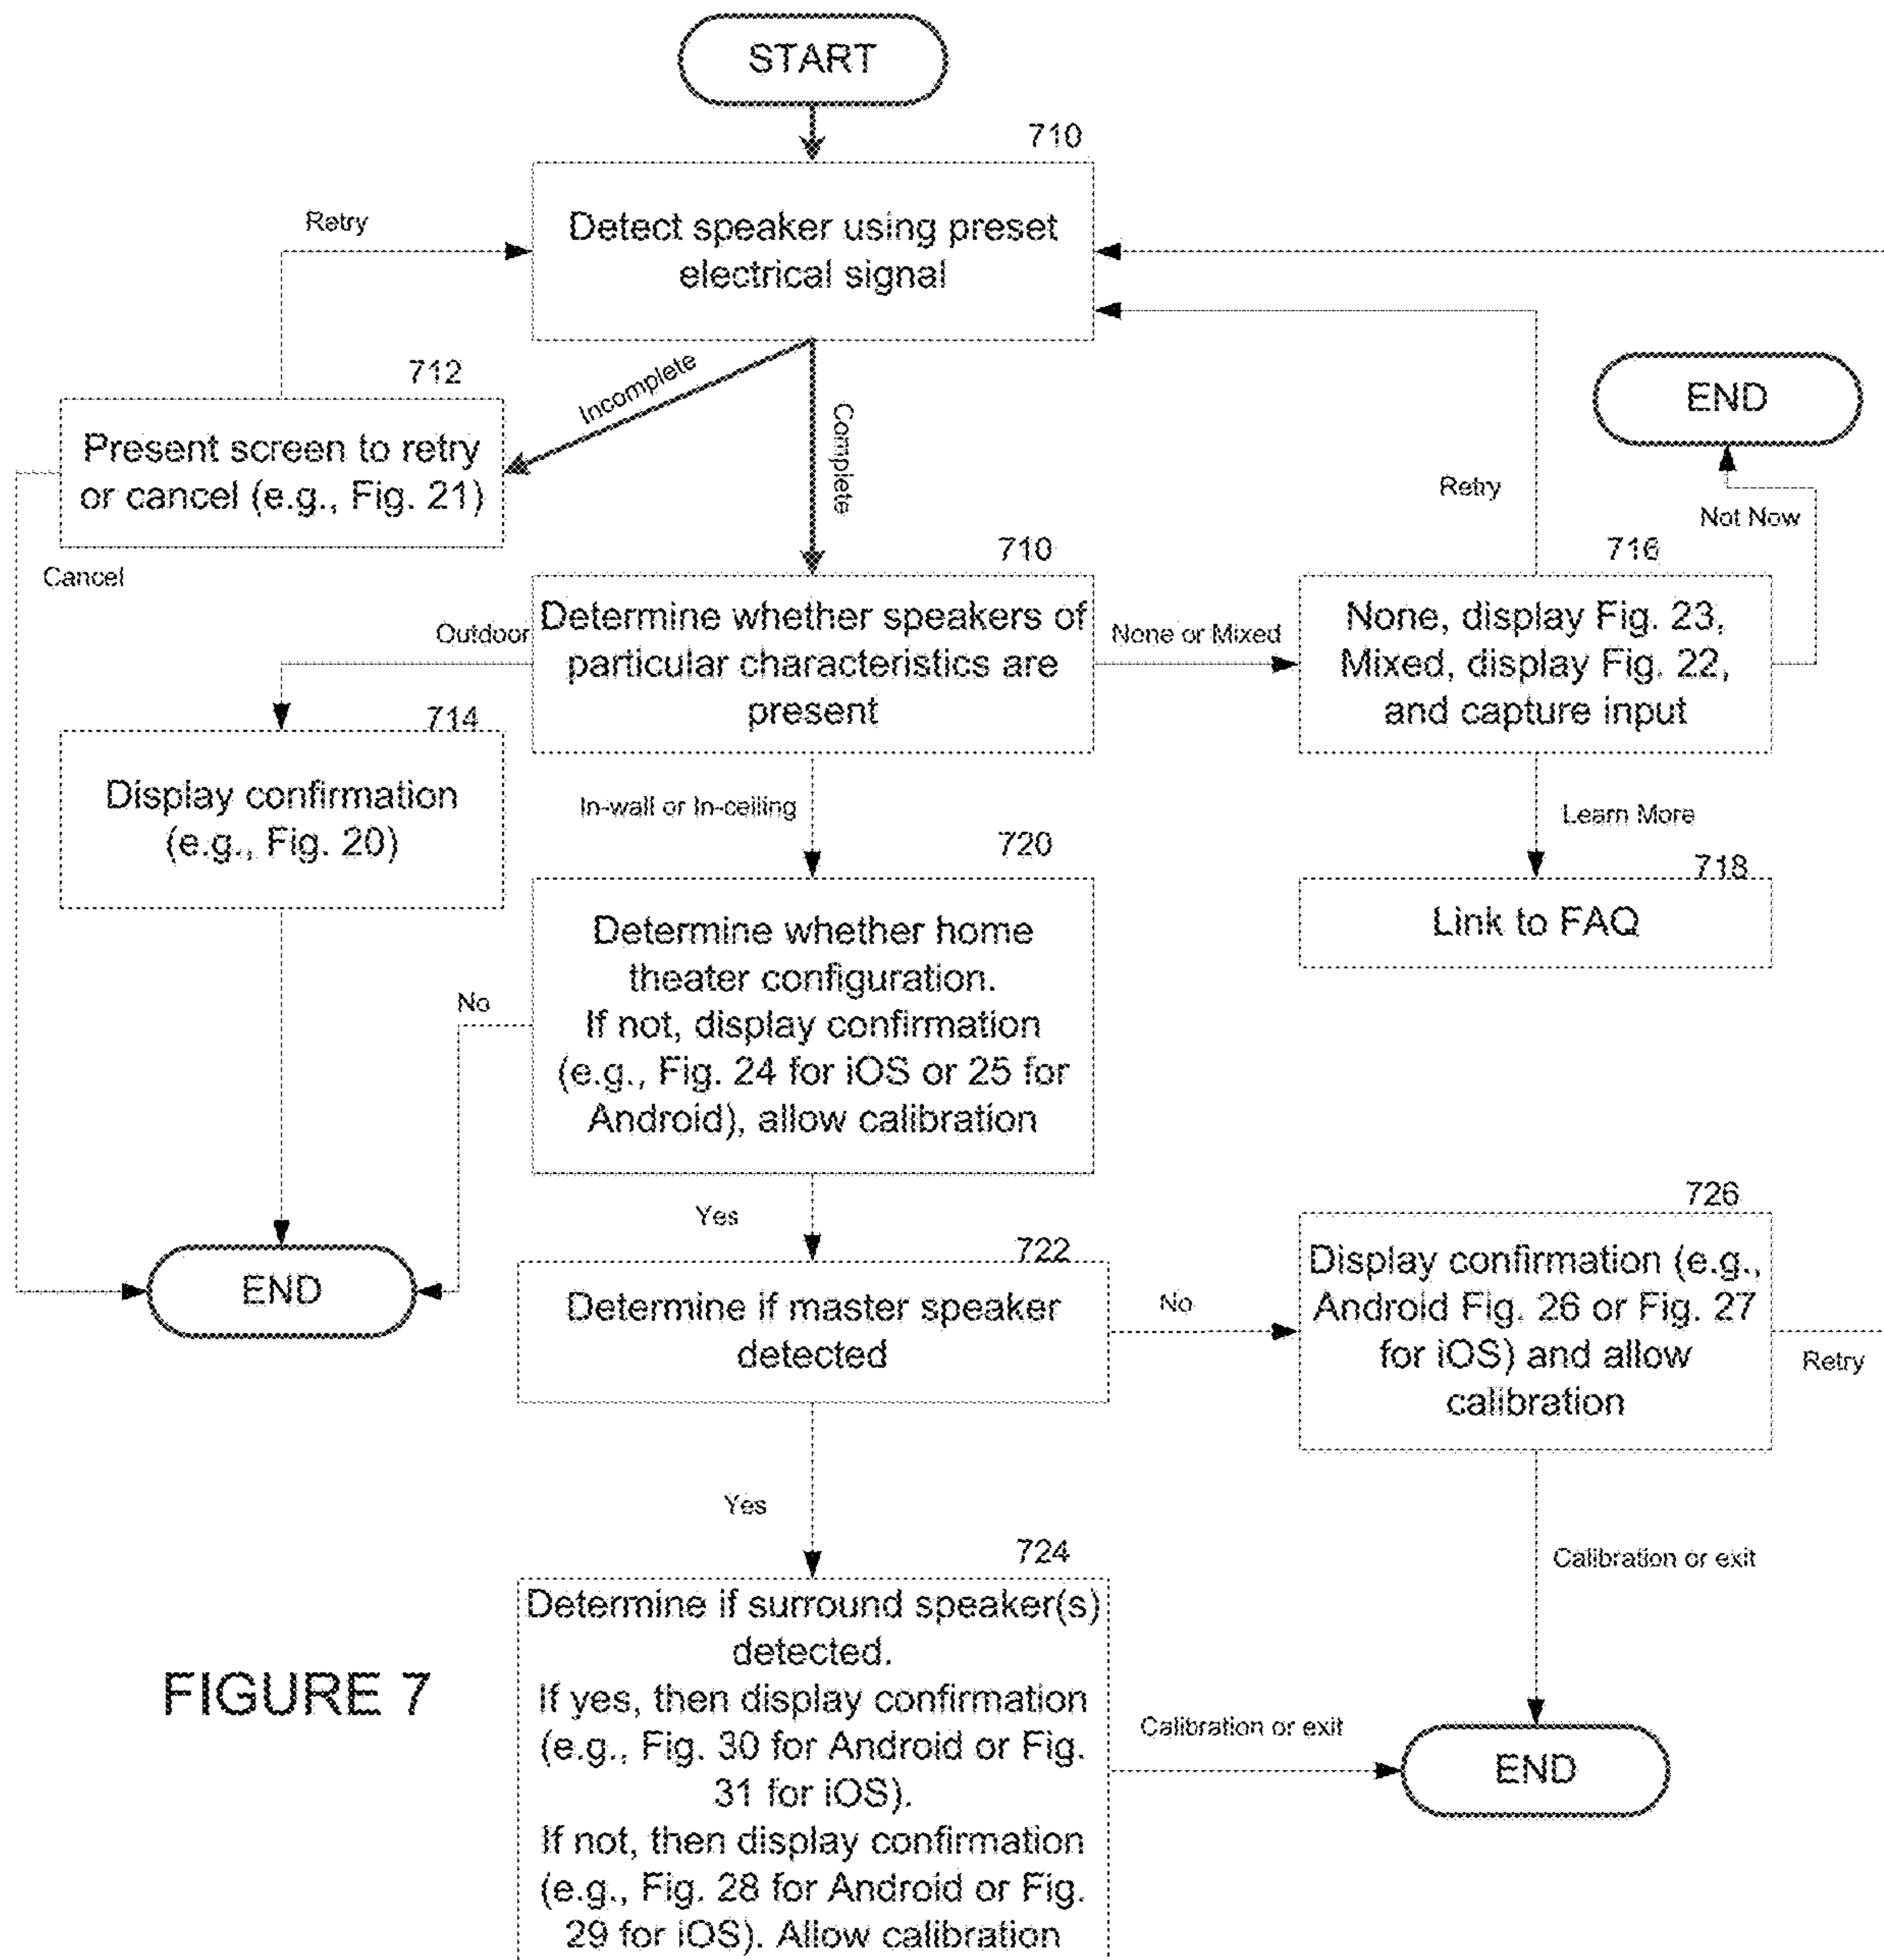 START
710
Detect speaker using preset
electrical signal
Retry
712
Incomplete
Complete
Present screen to retry
or cancel (e.g., Fig. 21)
Cancel
END
Retry
Not Now
710
716
Outdoor
Determine whether speakers of
particular characteristics are
present
None or Mixed
None, display Fig. 23,
Mixed, display Fig. 22,
and capture input
714
Display confirmation
(e.g., Fig. 20)
In-wall or In-ceiling
Learn More
720
718
Link to FAQ
Determine whether home
theater configuration.
If not, display confirmation
(e.g., Fig. 24 for iOS or 25 for
Android), allow calibration
No
Yes
END
722
Determine if master speaker
detected
No
726
Display confirmation (e.g.,
Android Fig. 26 or Fig. 27
for iOS) and allow
calibration
Retry
Yes
Calibration or exit
724
Determine if surround speaker(s)
detected.
If yes, then display confirmation
(e.g., Fig. 30 for Android or Fig.
31 for iOS).
If not, then display confirmation
(e.g., Fig. 28 for Android or Fig.
29 for iOS). Allow calibration
Calibration or exit
END
FIGURE 7